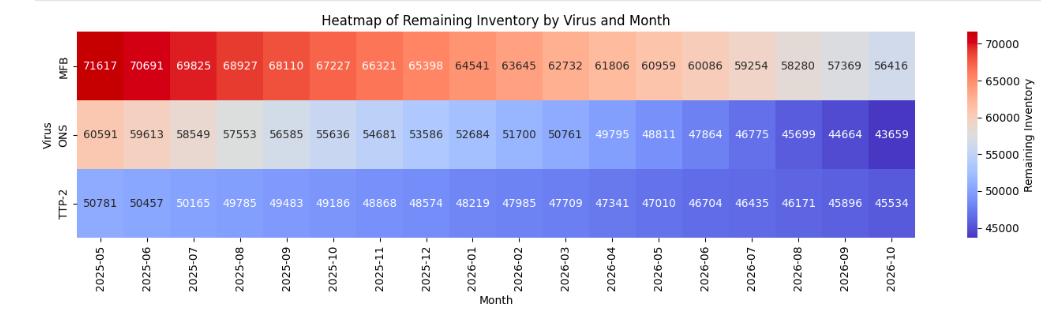 Heatmap of Remaining Inventory by Virus and Month
MFB 71617 70691 69825 68927 68110 67227 66321 65398 64541 63645 62732 61806 60959 60086 59254 58280 57369 56416
ONS 60591 59613 58549 57553 56585 55636 54681 53586 52684 51700 50761 49795 48811 47864 46775 45699 44664 43659
TTP-2 50781 50457 50165 49785 49483 49186 48868 48574 48219 47985 47709 47341 47010 46704 46435 46171 45896 45534
Virus
2025-05 2025-06 2025-07 2025-08 2025-09 2025-10 2025-11 2025-12 2026-01 2026-02 2026-03 2026-04 2026-05 2026-06 2026-07 2026-08 2026-09 2026-10
Month
70000
65000
60000
55000
50000
45000
Remaining Inventory